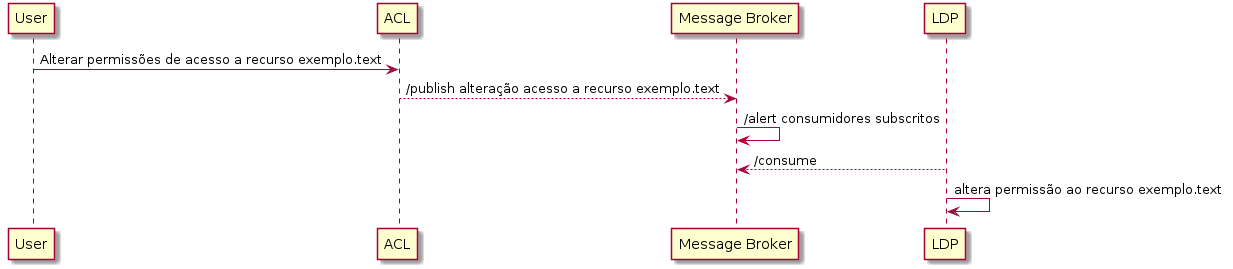 User
ACL
Message Broker
LDP
Alterar permissões de acesso a recurso exemplo.text
/publish alteração acesso a recurso exemplo.text
/alert consumidores subscritos
/consume
altera permissão ao recurso exemplo.text
User
ACL
Message Broker
LDP